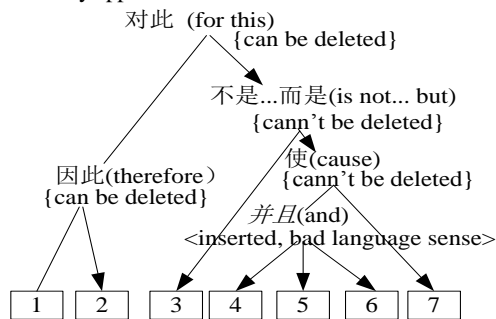 对此 (for this)
{can be deleted}
不是...而是(is not... but)
{cann't be deleted}
使(cause)
{cann't be deleted}
因此(therefore）
{can be deleted}
并且(and)
<inserted, bad language sense>
1 2 3 4 5 6 7